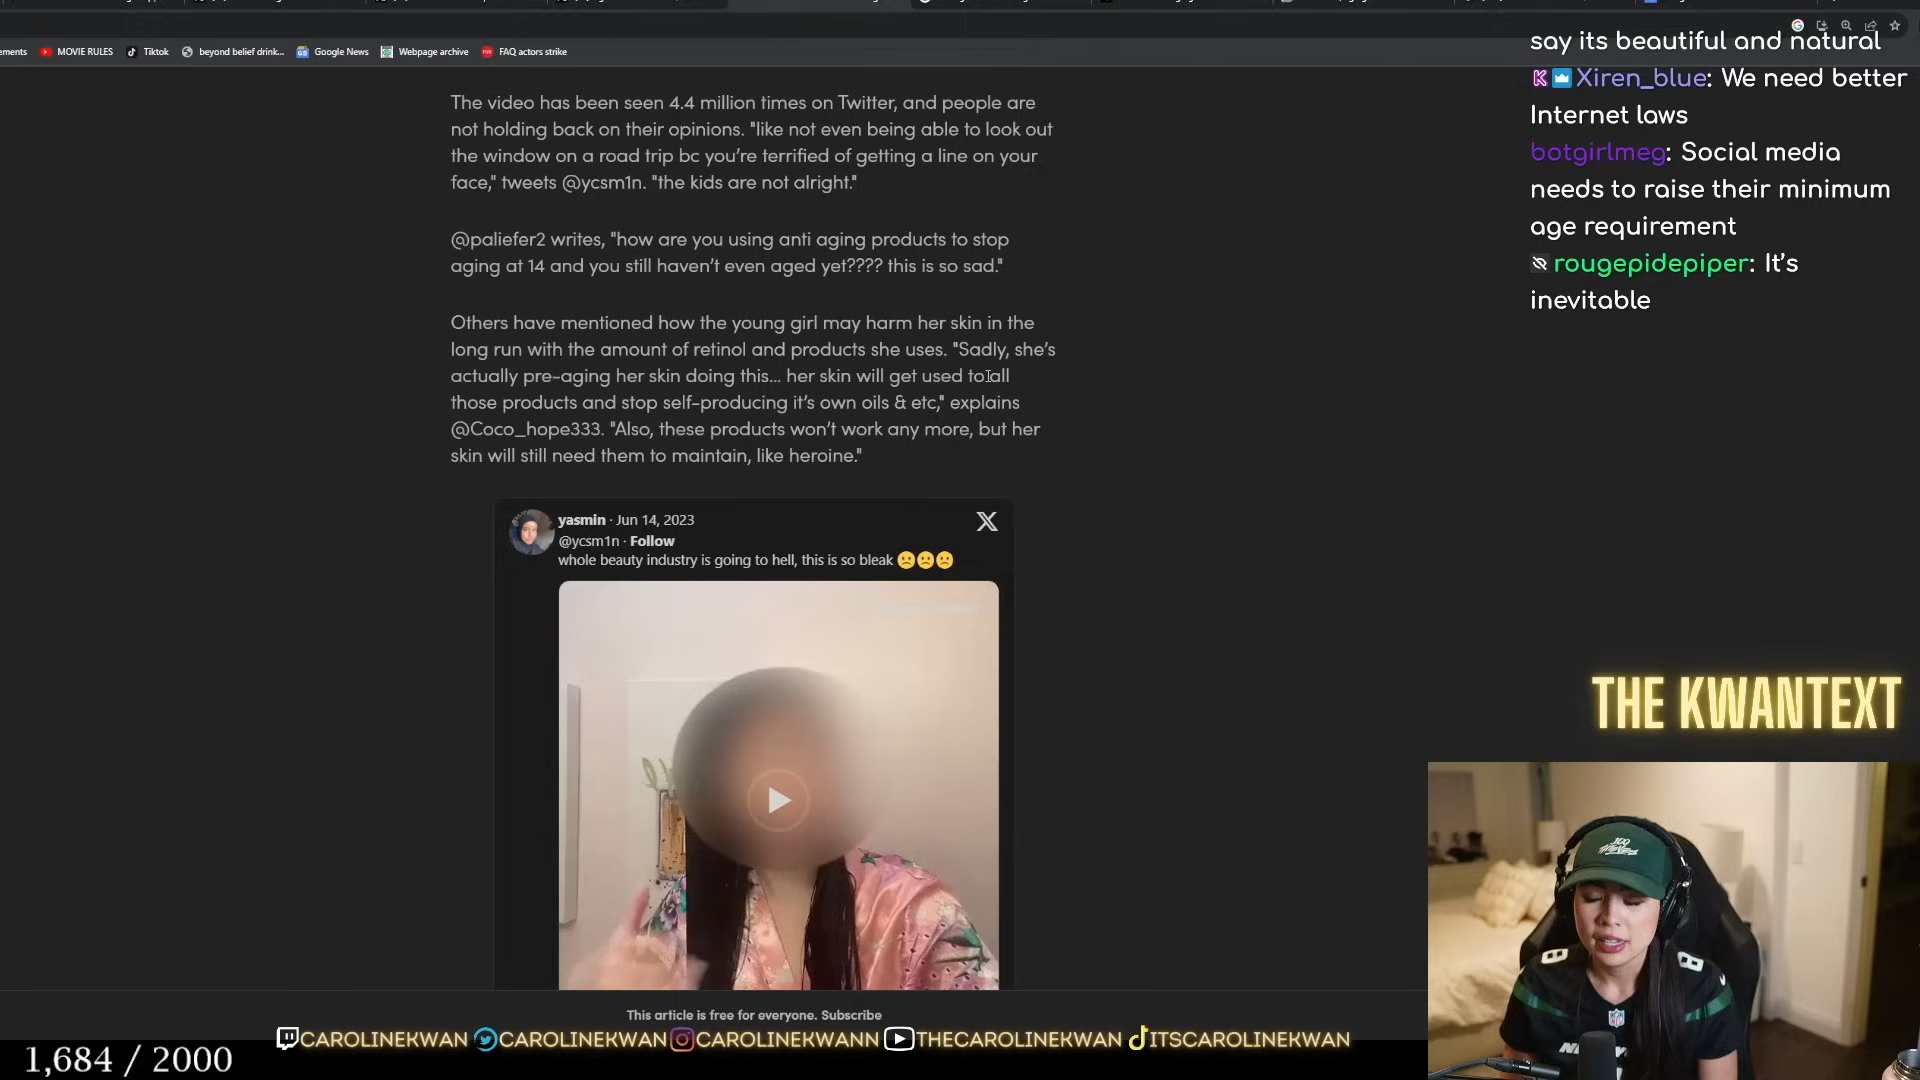 ements
MOVIE RULES
Tiktok
beyond belief drink...
Google News
Webpage archive
FAQ actors strike
The video has been seen 4.4 million times on Twitter, and people are
not holding back on their opinions. "like not even being able to look out
the window on a road trip bc you're terrified of getting a line on your
face," tweets @ycsm1n. "the kids are not alright."
@paliefer2 writes, "how are you using anti aging products to stop
aging at 14 and you still haven't even aged yet???? this is so sad."
Others have mentioned how the young girl may harm her skin in the
long run with the amount of retinol and products she uses. "Sadly, she's
actually pre-aging her skin doing this... her skin will get used to all
those products and stop self-producing it's own oils & etc," explains
@Coco_hope333. "Also, these products won't work any more, but her
skin will still need them to maintain, like heroine."
yasmin · Jun 14, 2023
@ycsm1n · Follow
whole beauty industry is going to hell, this is so bleak ☹️☹️☹️
This article is free for everyone. Subscribe
say its beautiful and natural
Xiren_blue: We need better
Internet laws
botgirlmeg: Social media
needs to raise their minimum
age requirement
rougepidepiper: It's
inevitable
THE KWANTEXT
8 8
NFL
CAROLINEKWAN CAROLINEKWAN CAROLINEKWANN THECAROLINEKWAN ITSCAROLINEKWAN
1,684 / 2000